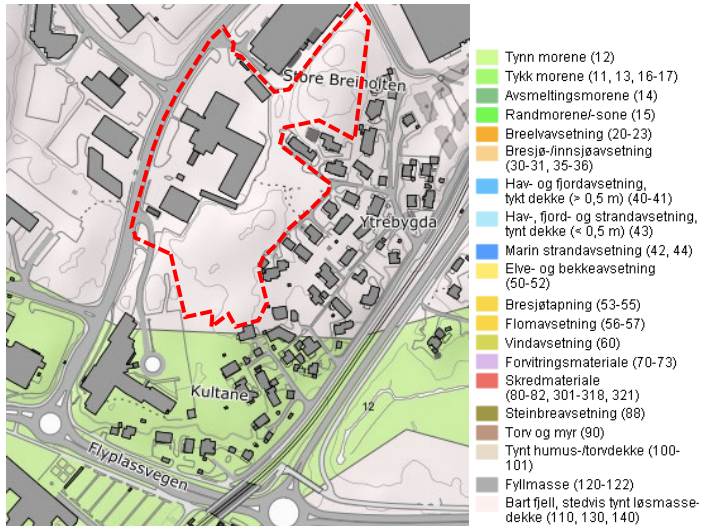 Store Breiholten
Ytrebygda
Kultane
12
Flyplassvegen
Tynn morene (12)
Tykk morene (11, 13, 16-17)
Avsmeltingsmorene (14)
Randmorene/-sone (15)
Breelvavsetning (20-23)
Bresjø-/innsjøavsetning
(30-31, 35-36)
Hav- og fjordavsetning,
tykt dekke (> 0,5 m) (40-41)
Hav-, fjord- og strandavsetning,
tynt dekke (< 0,5 m) (43)
Marin strandavsetning (42, 44)
Elve- og bekkeavsetning
(50-52)
Bresjøtapning (53-55)
Flomavsetning (56-57)
Vindavsetning (60)
Forvitringsmateriale (70-73)
Skredmateriale
(80-82, 301-318, 321)
Steinbreavsetning (88)
Torv og myr (90)
Tynt humus-/torvdekke (100-
101)
Fyllmasse (120-122)
Bart fjell, stedvis tynt løsmasse-
dekke (110, 130, 140)